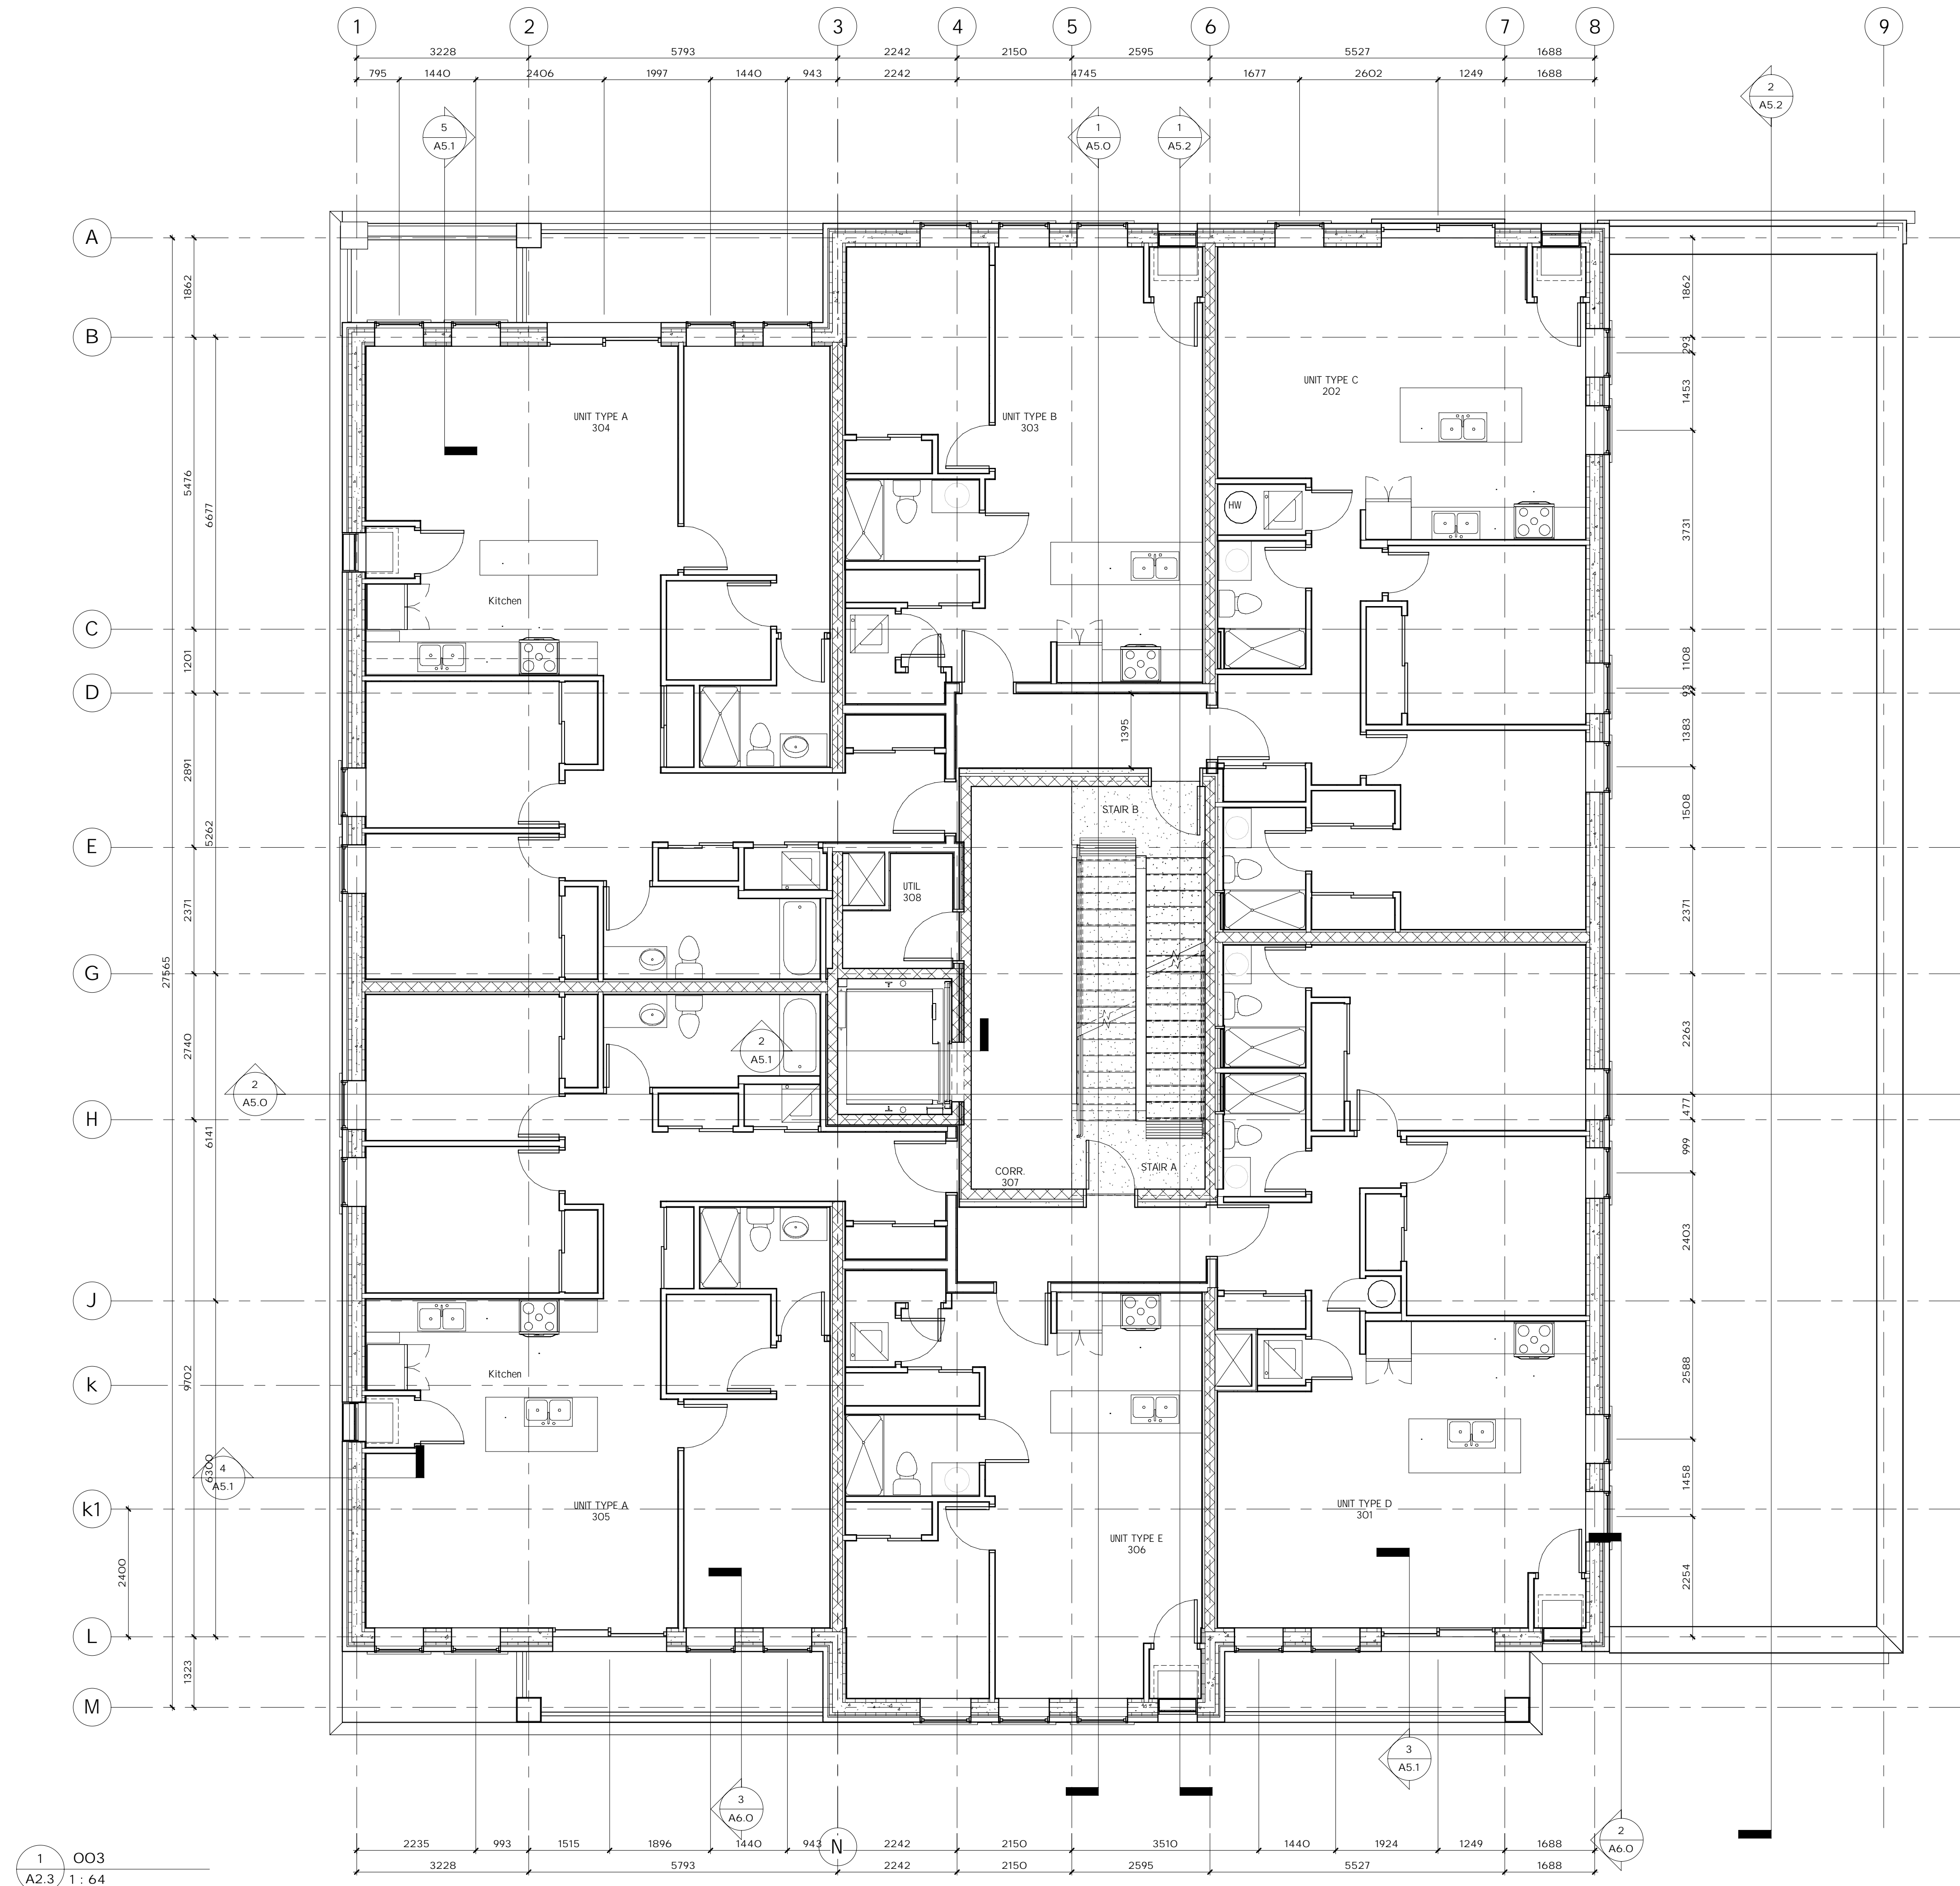 1 2 3 4 5 6 7 8 9
3228 5793 2242 2150 2595 5527 1688
795 1440 2406 1997 1440 943 2242 4745 1677 2602 1249 1688
2
A5.2
5
A5.1
1
A5.0
1
A5.2
A
B
C
D
E
G
H
J
k
k1
L
M
1862
5476
1201
2891
2371
2740
9702
1323
6677
5262
6141
6300
27565
2400
1862
293
1453
3731
1108
93
1383
1508
2371
2263
477
999
2403
2588
1458
2254
UNIT TYPE A
304
UNIT TYPE B
303
UNIT TYPE C
202
HW
Kitchen
1395
STAIR B
UTIL
308
2
A5.1
2
A5.0
CORR.
307
STAIR A
Kitchen
4
A5.1
UNIT TYPE A
305
UNIT TYPE E
306
UNIT TYPE D
301
3
A5.1
3
A6.0
2
A6.0
2235 993 1515 1896 1440 943 N 2242 2150 3510 1440 1924 1249 1688
3228 5793 2242 2150 2595 5527 1688
1
A2.3
003
1 : 64